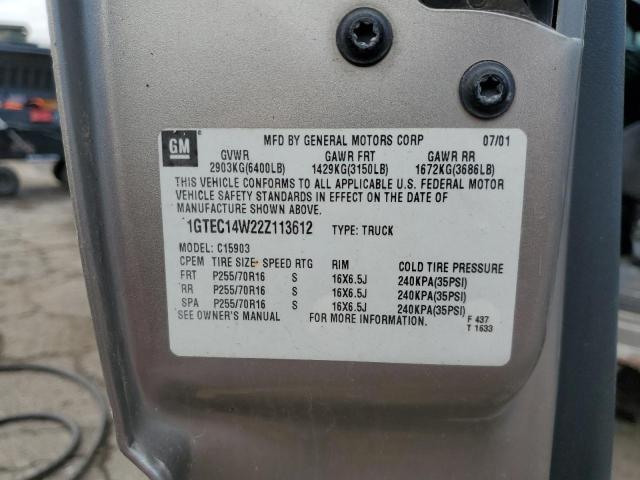 GM MFD BY GENERAL MOTORS CORP 07/01
GVWR GAWR FRT GAWR RR
2903KG(6400LB) 1429KG(3150LB) 1672KG(3686LB)
THIS VEHICLE CONFORMS TO ALL APPLICABLE U.S. FEDERAL MOTOR
VEHICLE SAFETY STANDARDS IN EFFECT ON THE DATE OF
MANUFACTURE SHOWN ABOVE.
1GTEC14W22Z113612 TYPE: TRUCK
MODEL: C15903
CPEM TIRE SIZE SPEED RTG RIM COLD TIRE PRESSURE
FRT P255/70R16 S 16X6.5J 240KPA(35PSI)
RR P255/70R16 S 16X6.5J 240KPA(35PSI)
SPA P255/70R16 S 16X6.5J 240KPA(35PSI)
SEE OWNER'S MANUAL FOR MORE INFORMATION. F 437
T 1633